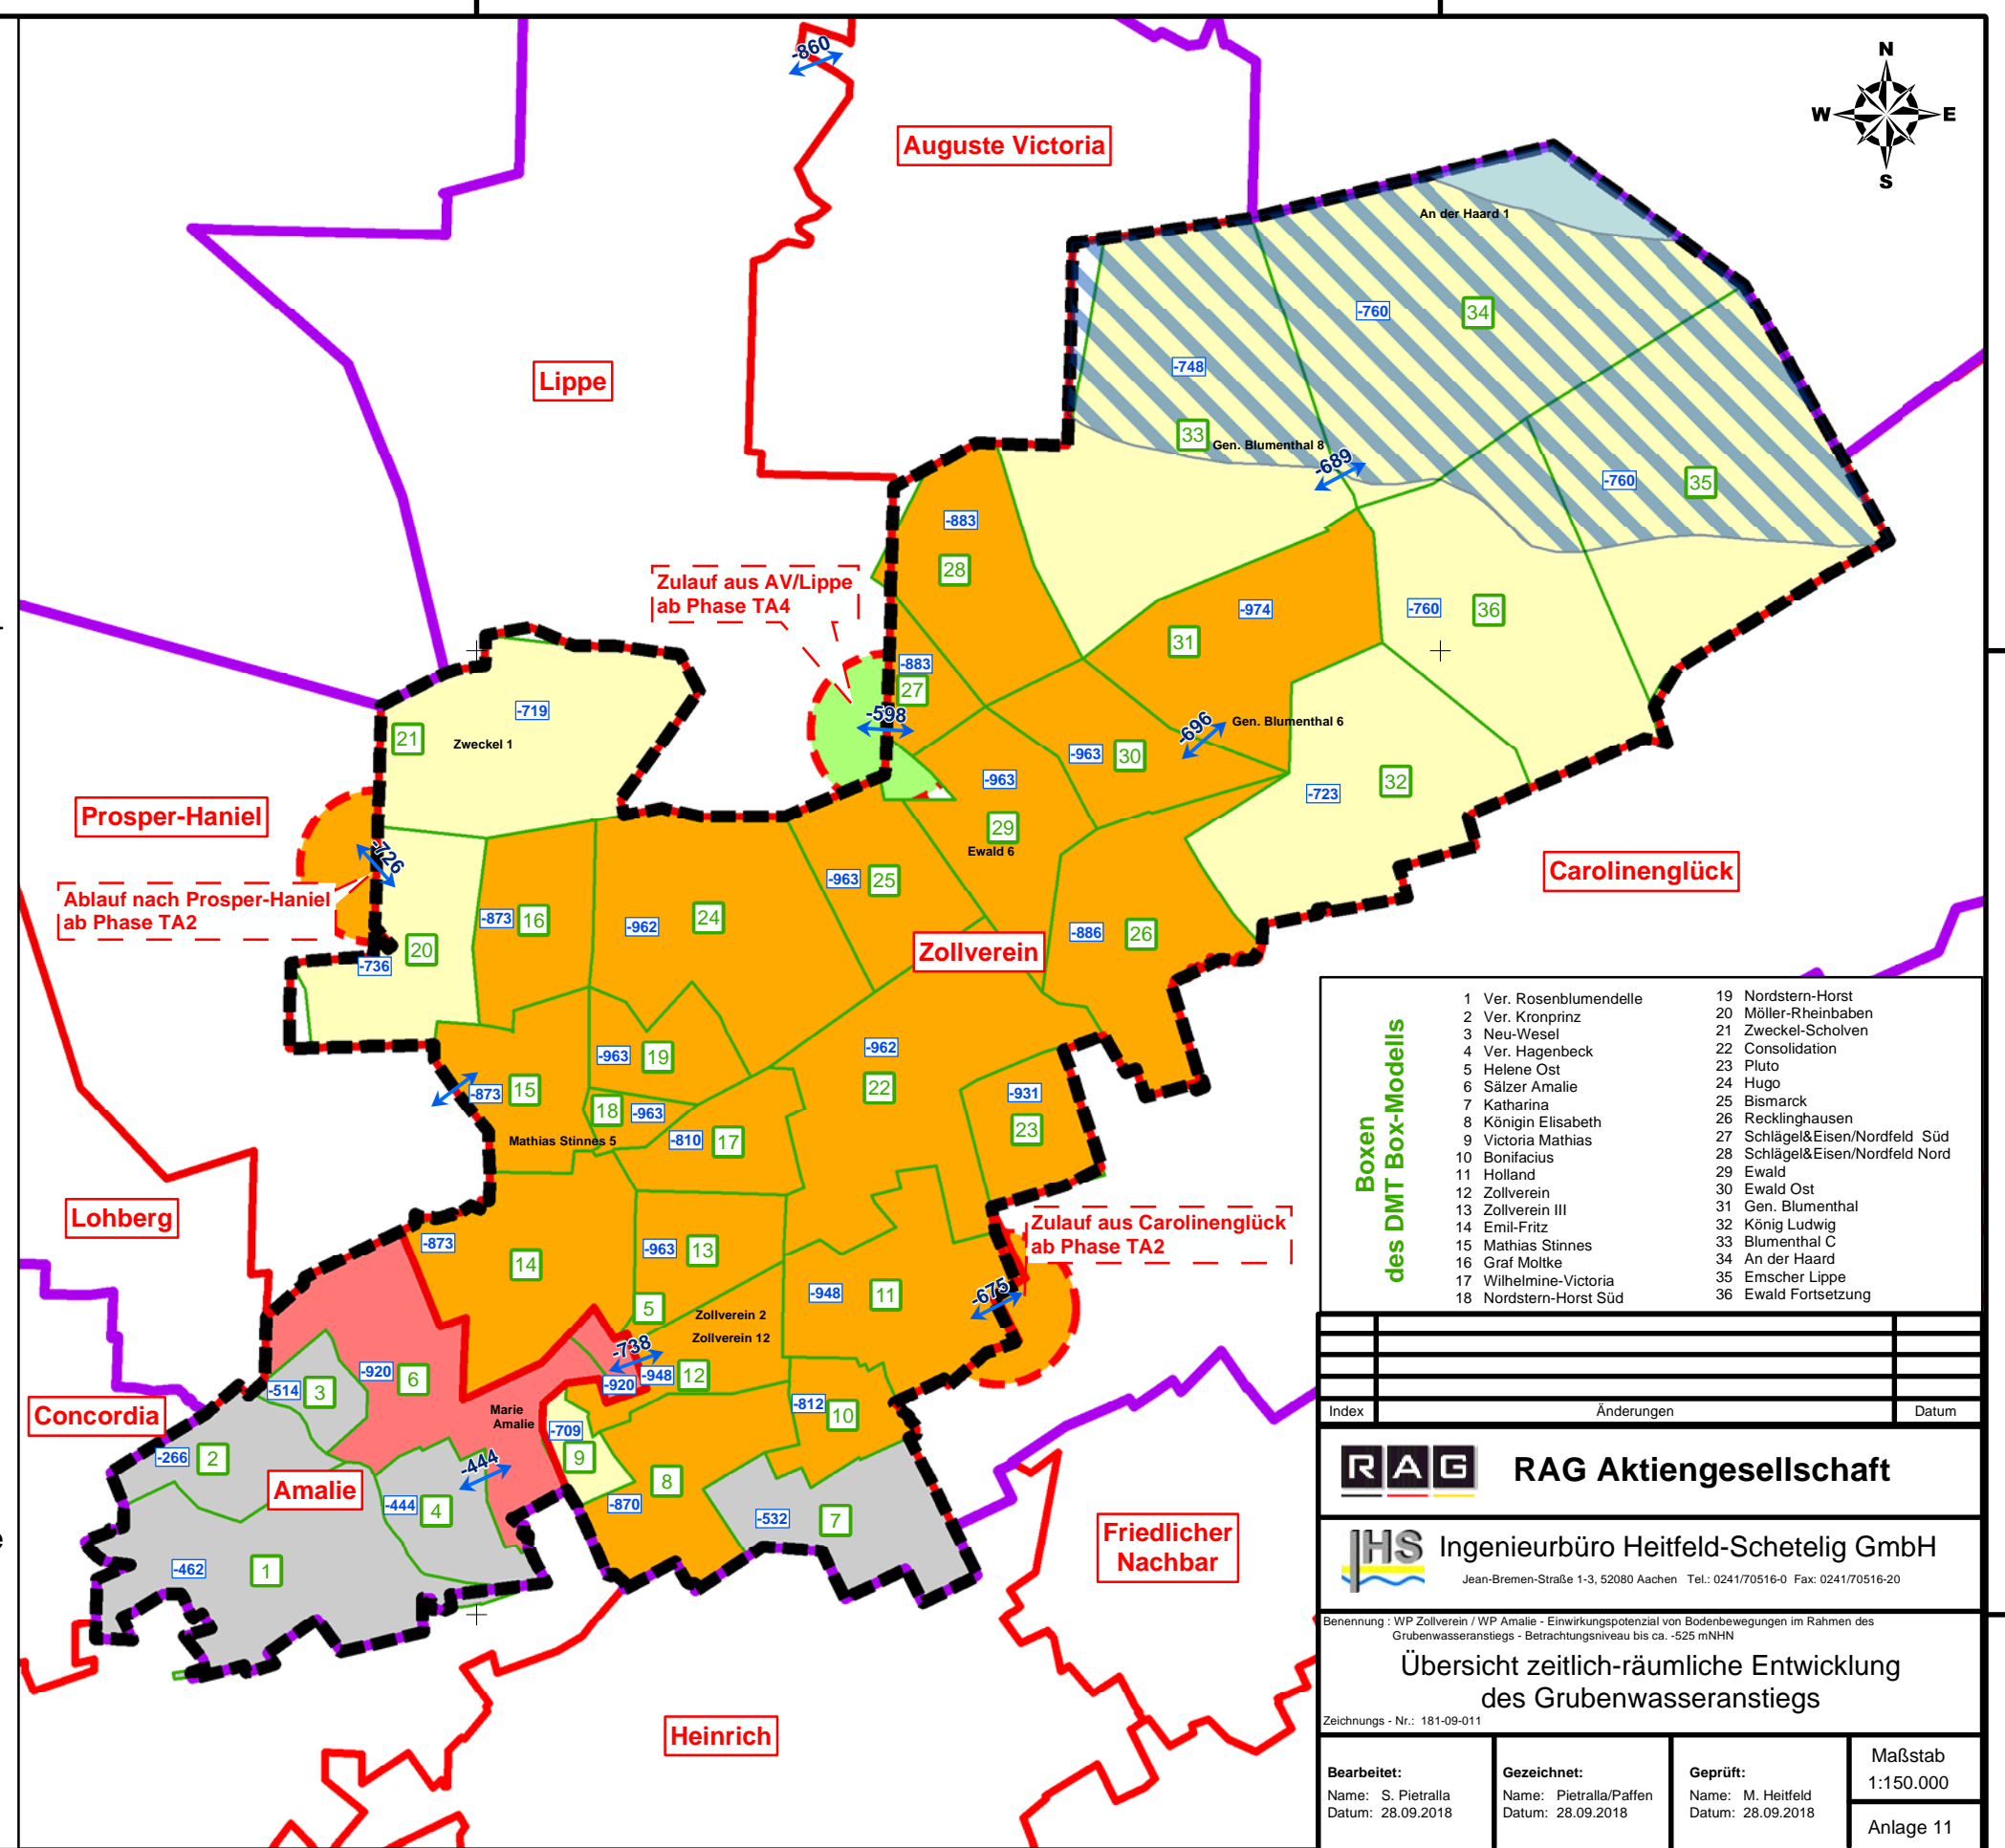 -860
N
W
E
S
Auguste Victoria
An der Haard 1
-760
34
-748
Lippe
33
Gen. Blumenthal 8
-689
-760
35
-883
28
Zulauf aus AV/Lippe
ab Phase TA4
-974
-760
36
31
-883
27
-598
-696
Gen. Blumenthal 6
-719
21
Zweckel 1
-963
30
-963
32
-723
Prosper-Haniel
29
Ewald 6
-726
Carolinenglück
Ablauf nach Prosper-Haniel
ab Phase TA2
-963
25
-873
16
-962
24
-886
26
20
-736
Zollverein
-962
22
-963
19
-873
15
18
-963
-931
23
Mathias Stinnes 5
-810
17
Lohberg
-873
14
-963
13
Zulauf aus Carolinenglück
ab Phase TA2
-948
11
-675
5
Zollverein 2
Zollverein 12
-738
-948
12
-920
-920
6
-514
3
Concordia
Marie
Amalie
-812
10
-709
9
-266
2
-444
Amalie
-444
4
8
-870
-532
7
-462
1
Friedlicher
Nachbar
Heinrich
Boxen
des DMT Box-Modells
1 Ver. Rosenblumendelle
2 Ver. Kronprinz
3 Neu-Wesel
4 Ver. Hagenbeck
5 Helene Ost
6 Sälzer Amalie
7 Katharina
8 Königin Elisabeth
9 Victoria Mathias
10 Bonifacius
11 Holland
12 Zollverein
13 Zollverein III
14 Emil-Fritz
15 Mathias Stinnes
16 Graf Moltke
17 Wilhelmine-Victoria
18 Nordstern-Horst Süd
19 Nordstern-Horst
20 Möller-Rheinbaben
21 Zweckel-Scholven
22 Consolidation
23 Pluto
24 Hugo
25 Bismarck
26 Recklinghausen
27 Schlägel&Eisen/Nordfeld Süd
28 Schlägel&Eisen/Nordfeld Nord
29 Ewald
30 Ewald Ost
31 Gen. Blumenthal
32 König Ludwig
33 Blumenthal C
34 An der Haard
35 Emscher Lippe
36 Ewald Fortsetzung
Index Änderungen Datum
RAG RAG Aktiengesellschaft
IHS Ingenieurbüro Heitfeld-Schetelig GmbH
Jean-Bremen-Straße 1-3, 52080 Aachen Tel.: 0241/70516-0 Fax: 0241/70516-20
Benennung : WP Zollverein / WP Amalie - Einwirkungspotenzial von Bodenbewegungen im Rahmen des
Grubenwasseranstiegs - Betrachtungsniveau bis ca. -525 mNHN
Übersicht zeitlich-räumliche Entwicklung
des Grubenwasseranstiegs
Zeichnungs - Nr.: 181-09-011
Bearbeitet:
Name: S. Pietralla
Datum: 28.09.2018
Gezeichnet:
Name: Pietralla/Paffen
Datum: 28.09.2018
Geprüft:
Name: M. Heitfeld
Datum: 28.09.2018
Maßstab
1:150.000
Anlage 11